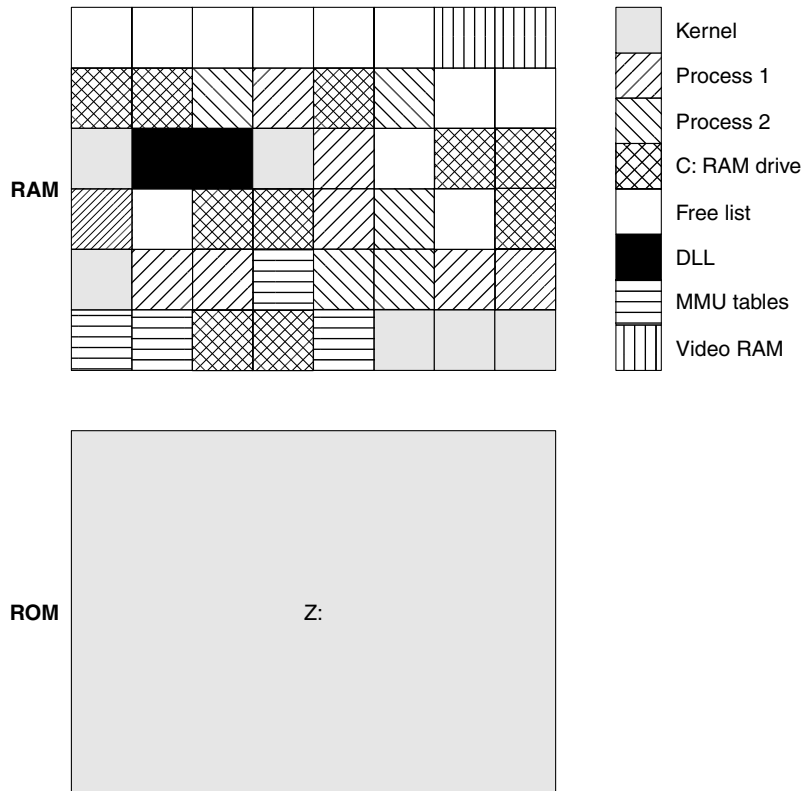 RAM
Kernel
Process 1
Process 2
C: RAM drive
Free list
DLL
MMU tables
Video RAM
ROM
Z: